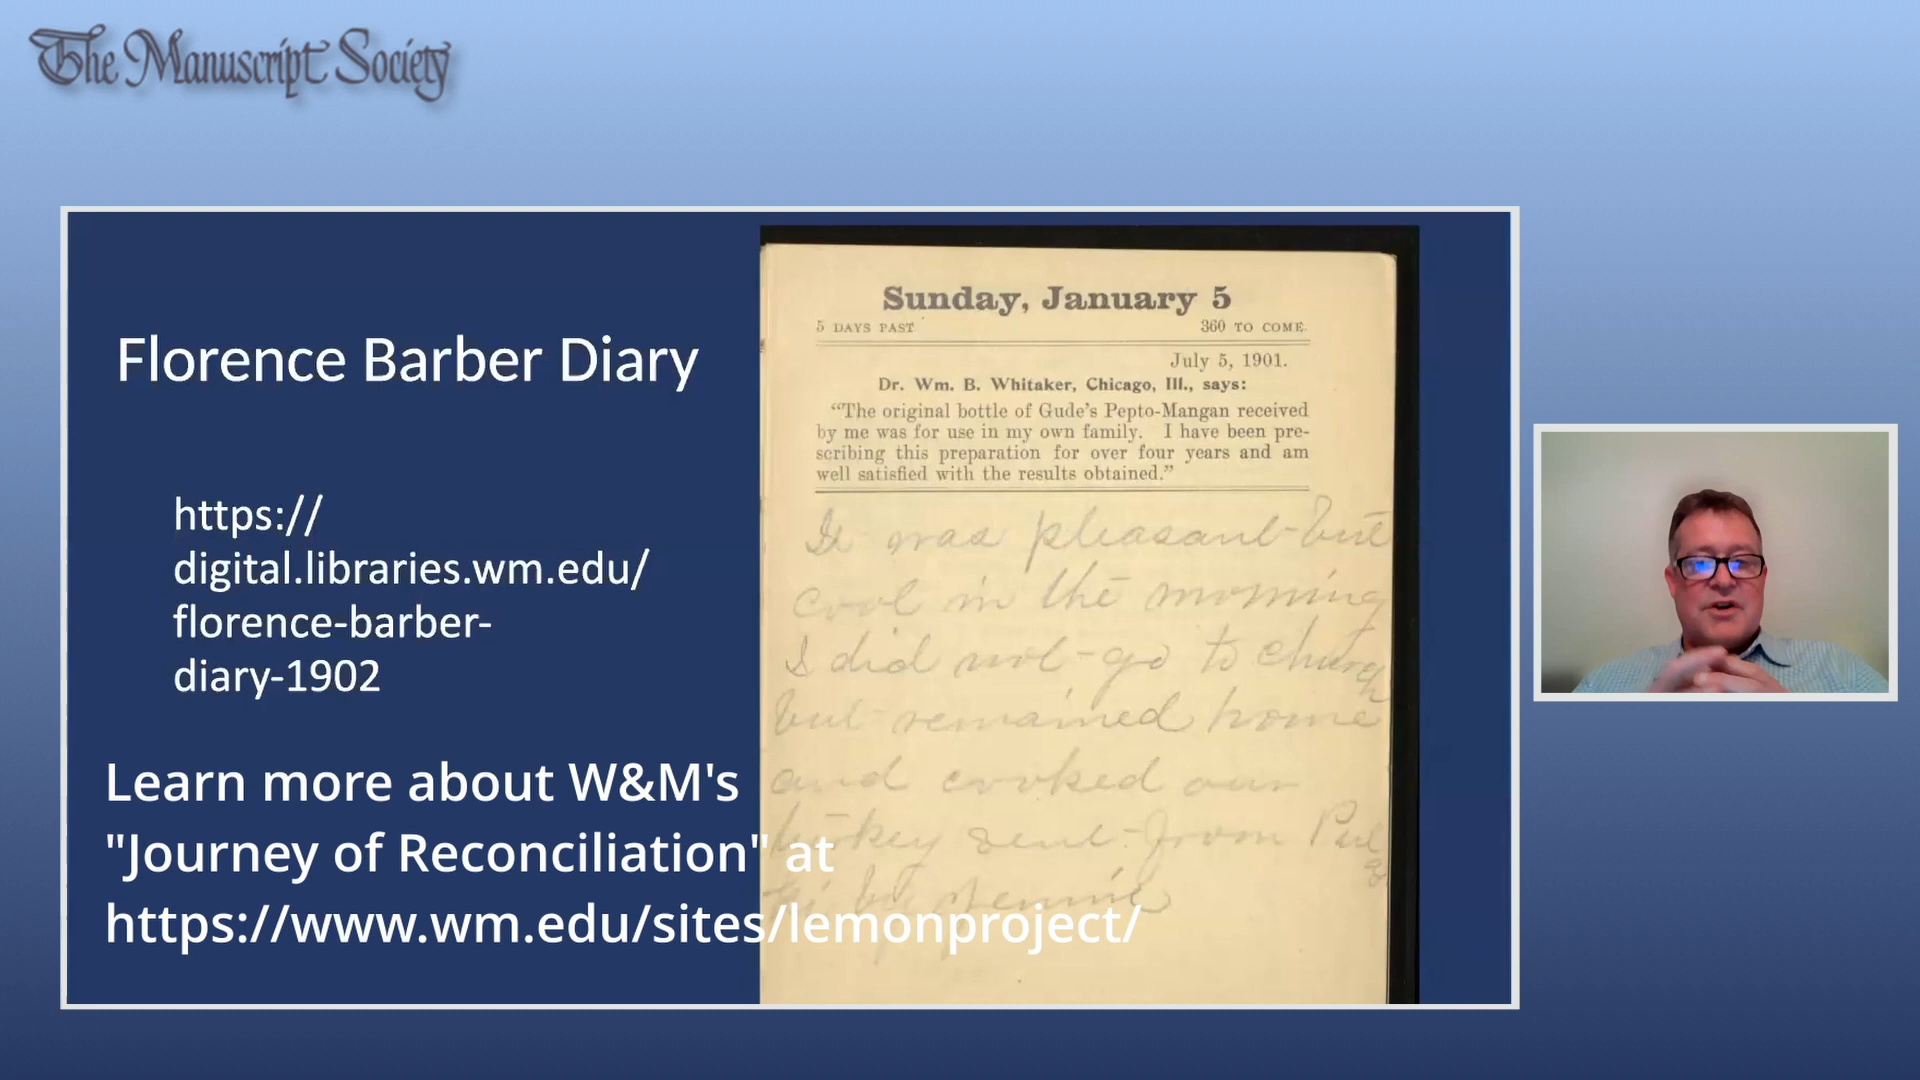 The Manuscript Society
Florence Barber Diary
https://
digital.libraries.wm.edu/
florence-barber-
diary-1902
Learn more about W&M's
"Journey of Reconciliation" at
https://www.wm.edu/sites/lemonproject/
Sunday, January 5
5 DAYS PAST 360 TO COME.
July 5, 1901.
Dr. Wm. B. Whitaker, Chicago, Ill., says:
“The original bottle of Gude's Pepto-Mangan received
by me was for use in my own family. I have been pre-
scribing this preparation for over four years and am
well satisfied with the results obtained.”
It was pleasant but
cool in the morning
I did not go to church
but remained home
and cooked our
turkey sent from
by Jennie